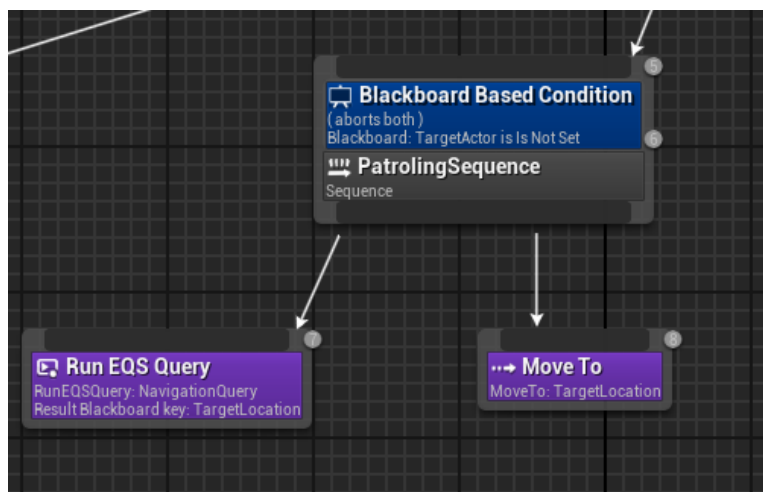 5
Blackboard Based Condition
( aborts both )
Blackboard: TargetActor is Is Not Set
6
PatrolingSequence
Sequence
7
Run EQS Query
RunEQSQuery: NavigationQuery
Result Blackboard key: TargetLocation
8
Move To
MoveTo: TargetLocation